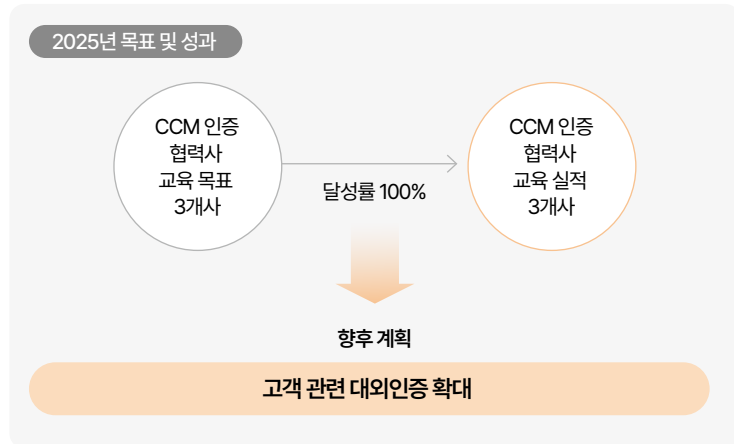 2025년 목표 및 성과
CCM 인증
협력사
교육 목표
3개사
달성률 100%
CCM 인증
협력사
교육 실적
3개사
향후 계획
고객 관련 대외인증 확대